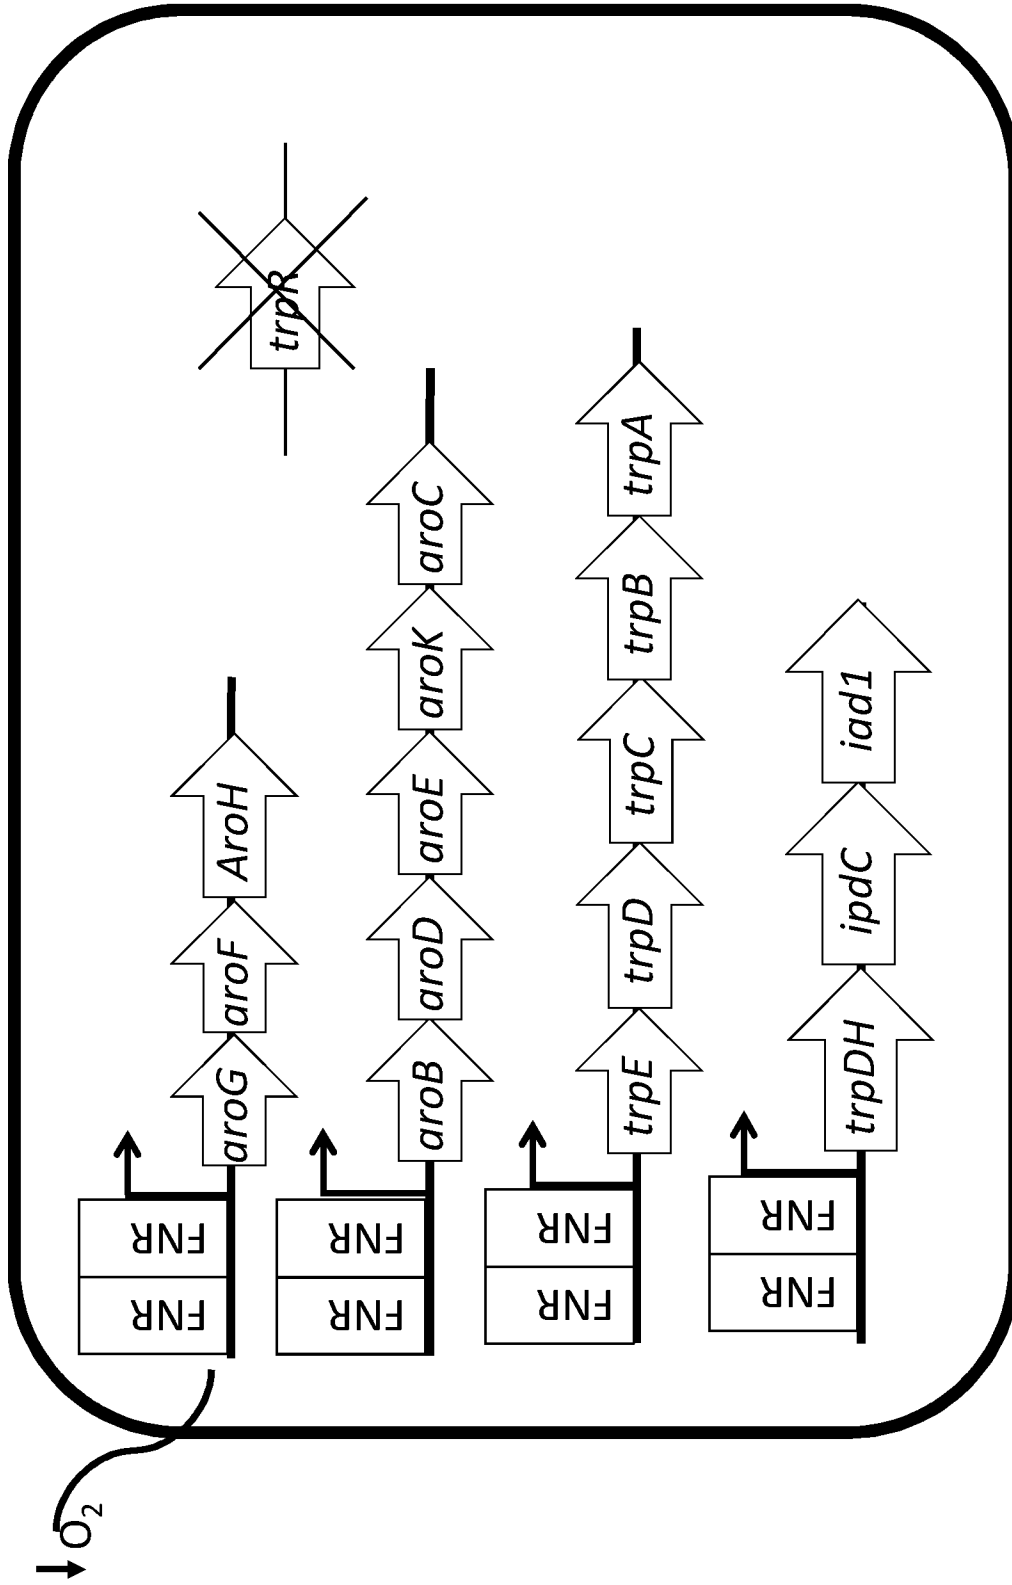 O2
FNR FNR aroG aroF AroH
trpR
FNR FNR aroB aroD aroE aroK aroC
FNR FNR trpE trpD trpC trpB trpA
FNR FNR trpDH ipdC iad1